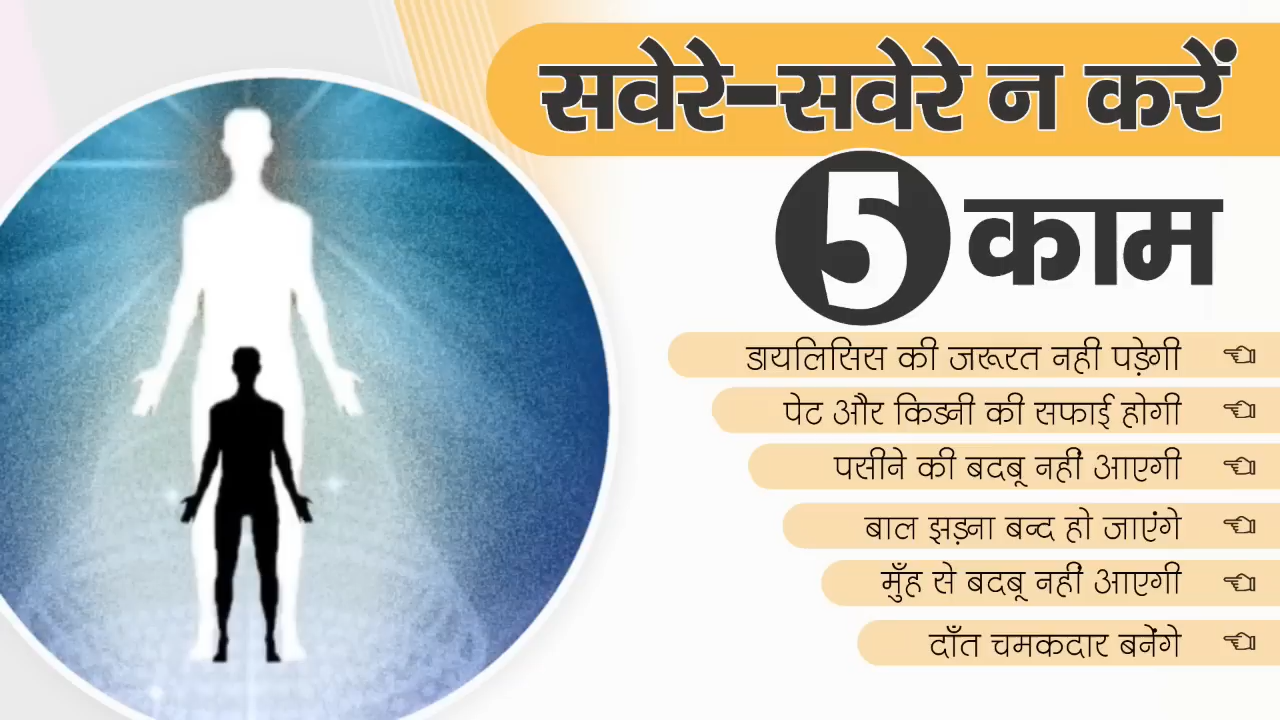 सवेरे-सवेरे न करें
5 काम
डायलिसिस की जरूरत नही पड़ेगी
पेट और किडनी की सफाई होगी
पसीने की बदबू नहीं आएगी
बाल झड़ना बन्द हो जाएंगे
मुँह से बदबू नहीं आएगी
दाँत चमकदार बनेंगे